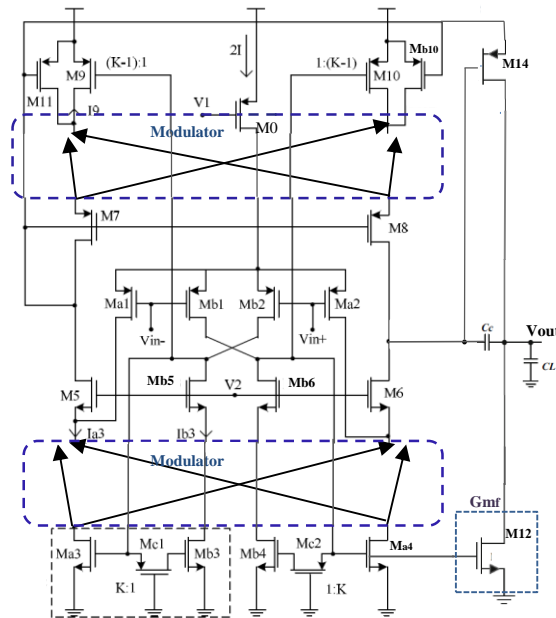 2I
M9
(K-1):1
1:(K-1)
M10
Mb10
M14
M11
I9
V1
M0
Modulator
M7
M8
Ma1
Mb1
Mb2
Ma2
Vin-
Vin+
Cc
Vout
CL
M5
Mb5
V2
Mb6
M6
Ia3
Ib3
Modulator
Gmf
Ma3
Mc1
Mb3
Mb4
Mc2
Ma4
M12
K:1
1:K